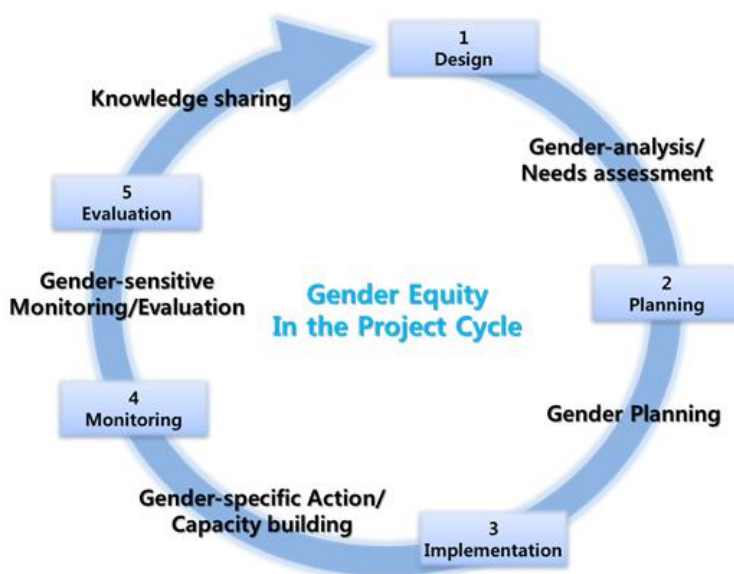 1
Design
Gender-analysis/
Needs assessment
2
Planning
Gender Planning
3
Implementation
Gender-specific Action/
Capacity building
4
Monitoring
Gender-sensitive
Monitoring/Evaluation
5
Evaluation
Knowledge sharing
Gender Equity
In the Project Cycle